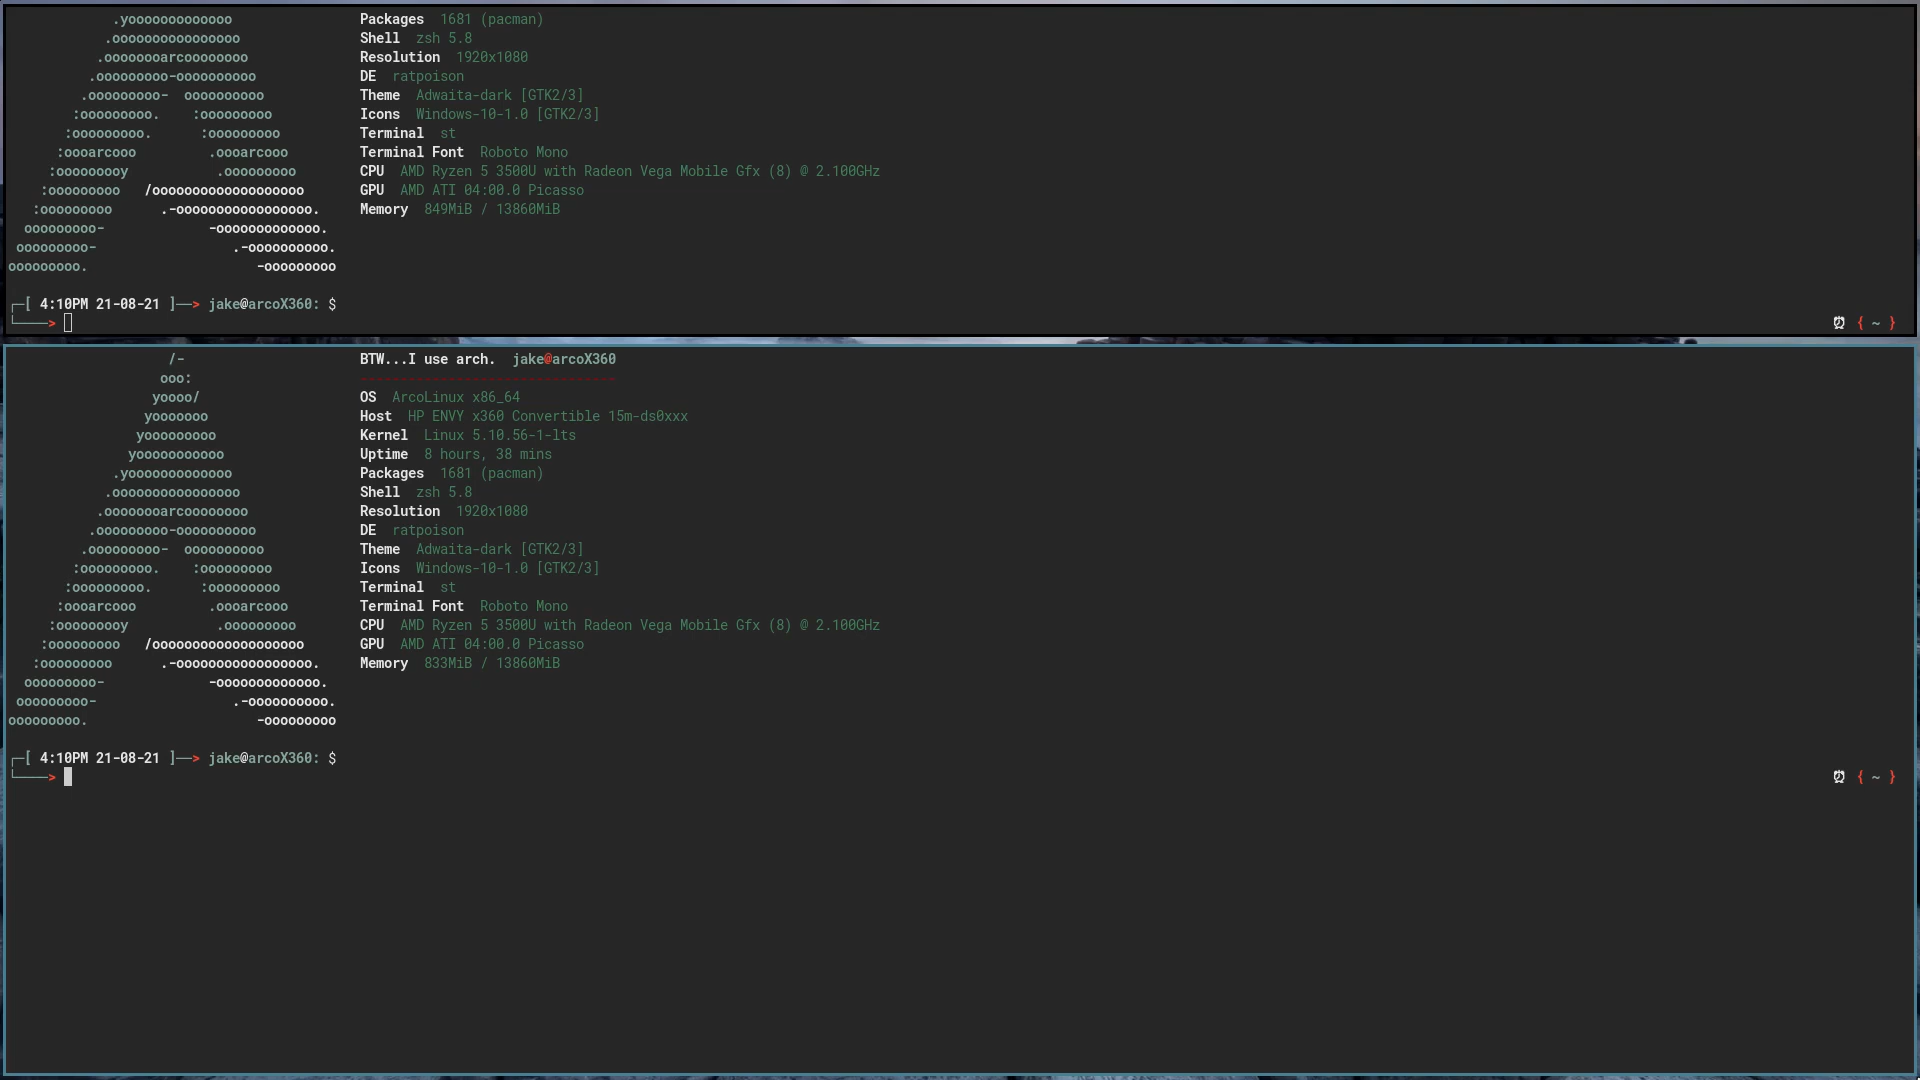 .yooooooooooooo                Packages  1681 (pacman)
              .oooooooooooooooo               Shell  zsh 5.8
             .ooooooooarcoooooooo              Resolution  1920x1080
            .ooooooooo-oooooooooo             DE  ratpoison
           .ooooooooo-  oooooooooo            Theme  Adwaita-dark [GTK2/3]
          :ooooooooo.    :ooooooooo           Icons  Windows-10-1.0 [GTK2/3]
         :ooooooooo.      :ooooooooo          Terminal  st
        :oooarcooo         .oooarcooo         Terminal Font  Roboto Mono
       :ooooooooy           .ooooooooo        CPU  AMD Ryzen 5 3500U with Radeon Vega Mobile Gfx (8) @ 2.100GHz
      :ooooooooo   /ooooooooooooooooooo       GPU  AMD ATI 04:00.0 Picasso
     :ooooooooo      .-ooooooooooooooooo.     Memory  849MiB / 13860MiB
    ooooooooo-             -ooooooooooooo.
   ooooooooo-                 .-oooooooooo.
  ooooooooo.                     -ooooooooo
┌─[ 4:10PM 21-08-21 ]──> jake@arcoX360: $
└────> ⏰ { ~ }
                      /-                      BTW...I use arch.  jake@arcoX360
                     ooo:                     --------------------------------
                    yoooo/                    OS  ArcoLinux x86_64
                   yooooooo                   Host  HP ENVY x360 Convertible 15m-ds0xxx
                  yooooooooo                  Kernel  Linux 5.10.56-1-lts
                 yooooooooooo                 Uptime  8 hours, 38 mins
               .yooooooooooooo                Packages  1681 (pacman)
              .oooooooooooooooo               Shell  zsh 5.8
             .ooooooooarcoooooooo              Resolution  1920x1080
            .ooooooooo-oooooooooo             DE  ratpoison
           .ooooooooo-  oooooooooo            Theme  Adwaita-dark [GTK2/3]
          :ooooooooo.    :ooooooooo           Icons  Windows-10-1.0 [GTK2/3]
         :ooooooooo.      :ooooooooo          Terminal  st
        :oooarcooo         .oooarcooo         Terminal Font  Roboto Mono
       :ooooooooy           .ooooooooo        CPU  AMD Ryzen 5 3500U with Radeon Vega Mobile Gfx (8) @ 2.100GHz
      :ooooooooo   /ooooooooooooooooooo       GPU  AMD ATI 04:00.0 Picasso
     :ooooooooo      .-ooooooooooooooooo.     Memory  833MiB / 13860MiB
    ooooooooo-             -ooooooooooooo.
   ooooooooo-                 .-oooooooooo.
  ooooooooo.                     -ooooooooo
┌─[ 4:10PM 21-08-21 ]──> jake@arcoX360: $
└────> ⏰ { ~ }